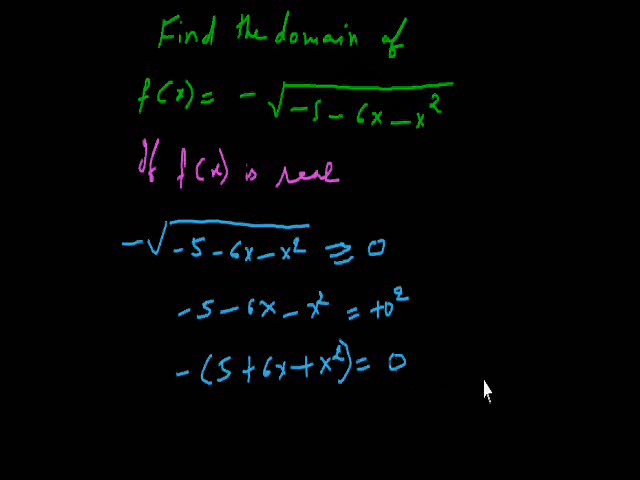 Find the domain of
f(x) = -√(-5 - 6x - x²)
If f(x) is real
-√(-5 - 6x - x²) ≥ 0
-5 - 6x - x² = +0²
-(5 + 6x + x²) = 0